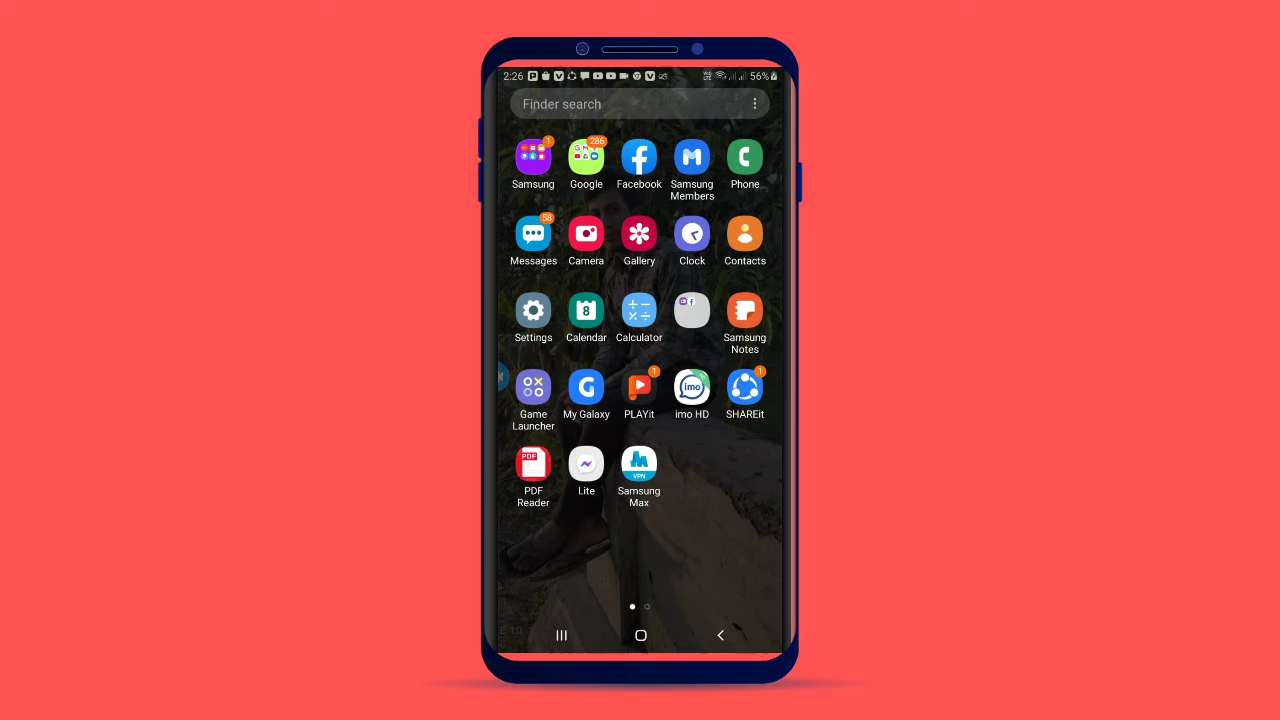 2:26 56%
Finder search
1 286
Samsung Google Facebook Samsung Members Phone
58
Messages Camera Gallery Clock Contacts
8
Settings Calendar Calculator Samsung Notes
1 imo 1
Game Launcher My Galaxy PLAYit imo HD SHAREit
PDF VPN
PDF Reader Lite Samsung Max